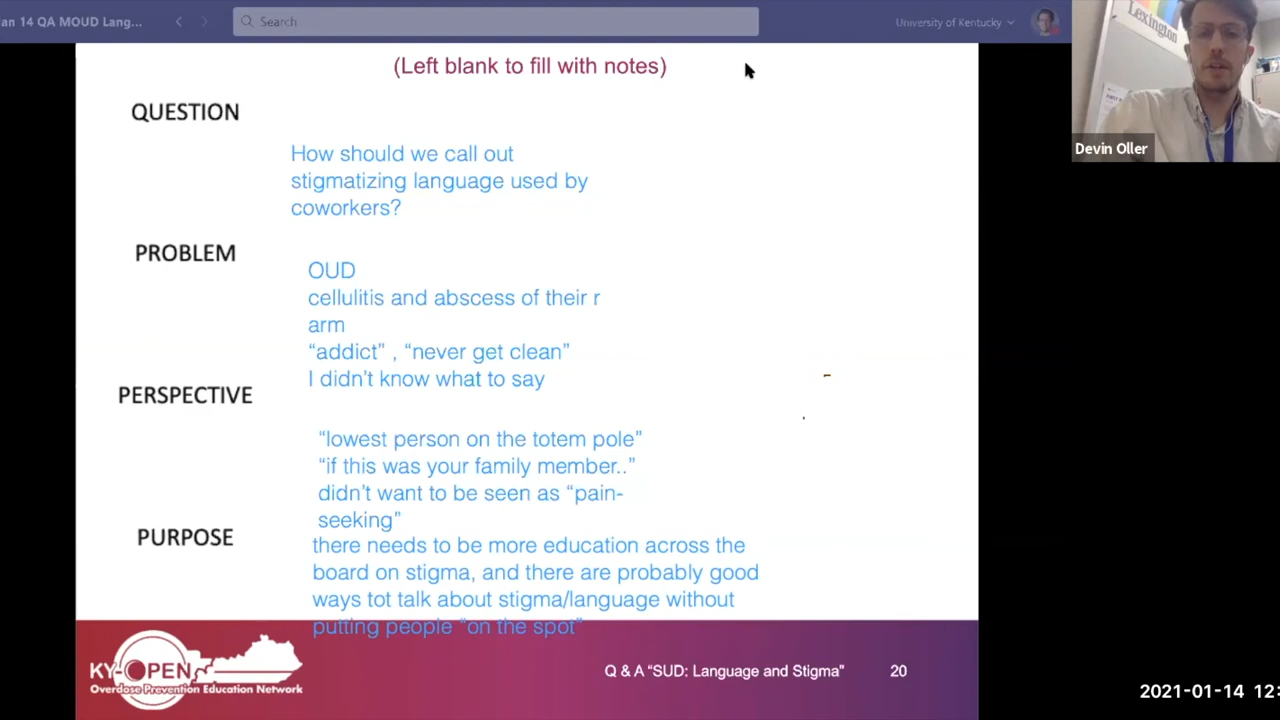 an 14 QA MOUD Lang...
Search
University of Kentucky
Lexington
Devin Oller
(Left blank to fill with notes)
QUESTION
How should we call out
stigmatizing language used by
coworkers?
PROBLEM
OUD
cellulitis and abscess of their r
arm
“addict” , “never get clean”
I didn’t know what to say
PERSPECTIVE
“lowest person on the totem pole”
“if this was your family member..”
didn’t want to be seen as “pain-
seeking”
PURPOSE
there needs to be more education across the
board on stigma, and there are probably good
ways tot talk about stigma/language without
putting people “on the spot”
KY-OPEN
Overdose Prevention Education Network
Q & A “SUD: Language and Stigma”
20
2021-01-14 12: